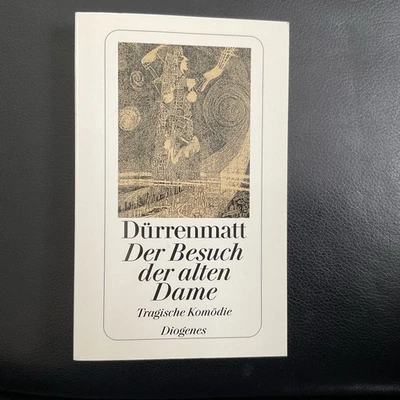 Dürrenmatt
Der Besuch
der alten
Dame
Tragische Komödie
Diogenes